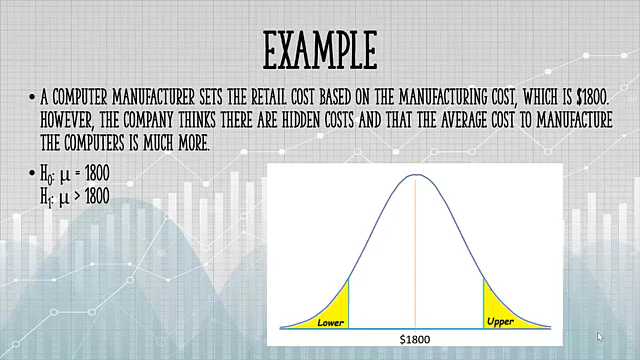 EXAMPLE
• A COMPUTER MANUFACTURER SETS THE RETAIL COST BASED ON THE MANUFACTURING COST, WHICH IS $1800.
HOWEVER, THE COMPANY THINKS THERE ARE HIDDEN COSTS AND THAT THE AVERAGE COST TO MANUFACTURE
THE COMPUTERS IS MUCH MORE.
• H₀: μ = 1800
H₁: μ > 1800
Lower
Upper
$1800